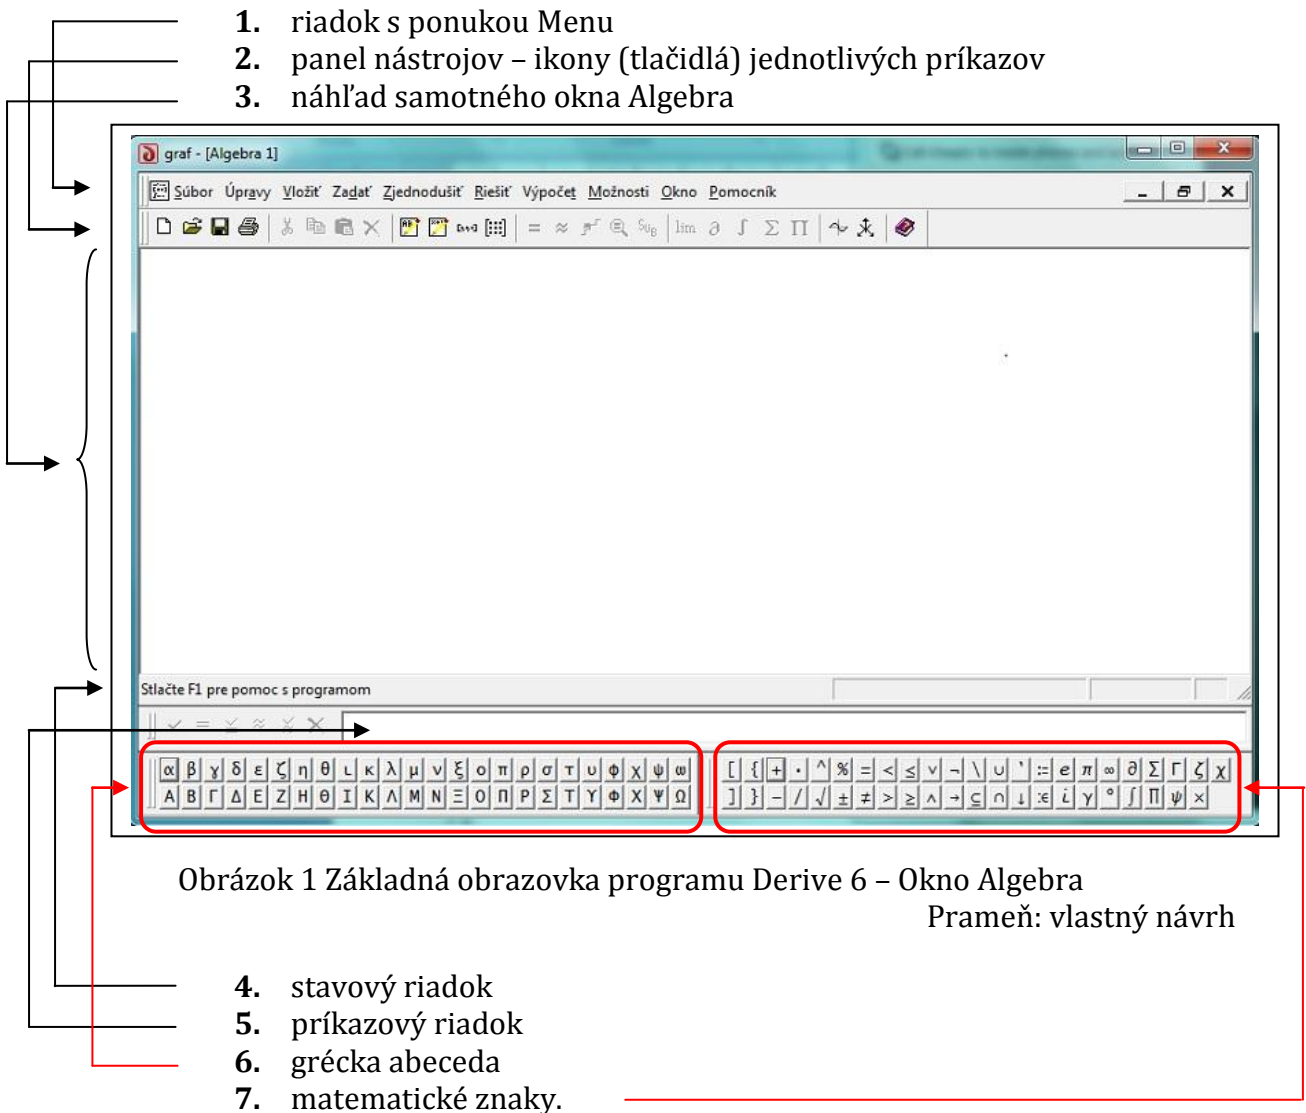 1. riadok s ponukou Menu
2. panel nástrojov – ikony (tlačidlá) jednotlivých príkazov
3. náhľad samotného okna Algebra
graf - [Algebra 1]
Súbor Úpravy Vložiť Zadať Zjednodušiť Riešiť Výpočet Možnosti Okno Pomocník
lim ∂ ∫ Σ Π
Stlačte F1 pre pomoc s programom
α β γ δ ε ζ η θ ι κ λ μ ν ξ ο π ρ σ τ υ φ χ ψ ω
Α Β Γ Δ Ε Ζ Η Θ Ι Κ Λ Μ Ν Ξ Ο Π Ρ Σ Τ Υ Φ Χ Ψ Ω
[ { + · ^ % = < ≤ ∨ ¬ \ ∪ ‵ := e π ∞ ∂ Σ Γ ζ χ
] } − / √ ± ≠ > ≥ ∧ → ⊆ ∩ ↓ :∈ i γ ° ∫ Π ψ ×
Obrázok 1 Základná obrazovka programu Derive 6 – Okno Algebra
Prameň: vlastný návrh
4. stavový riadok
5. príkazový riadok
6. grécka abeceda
7. matematické znaky.